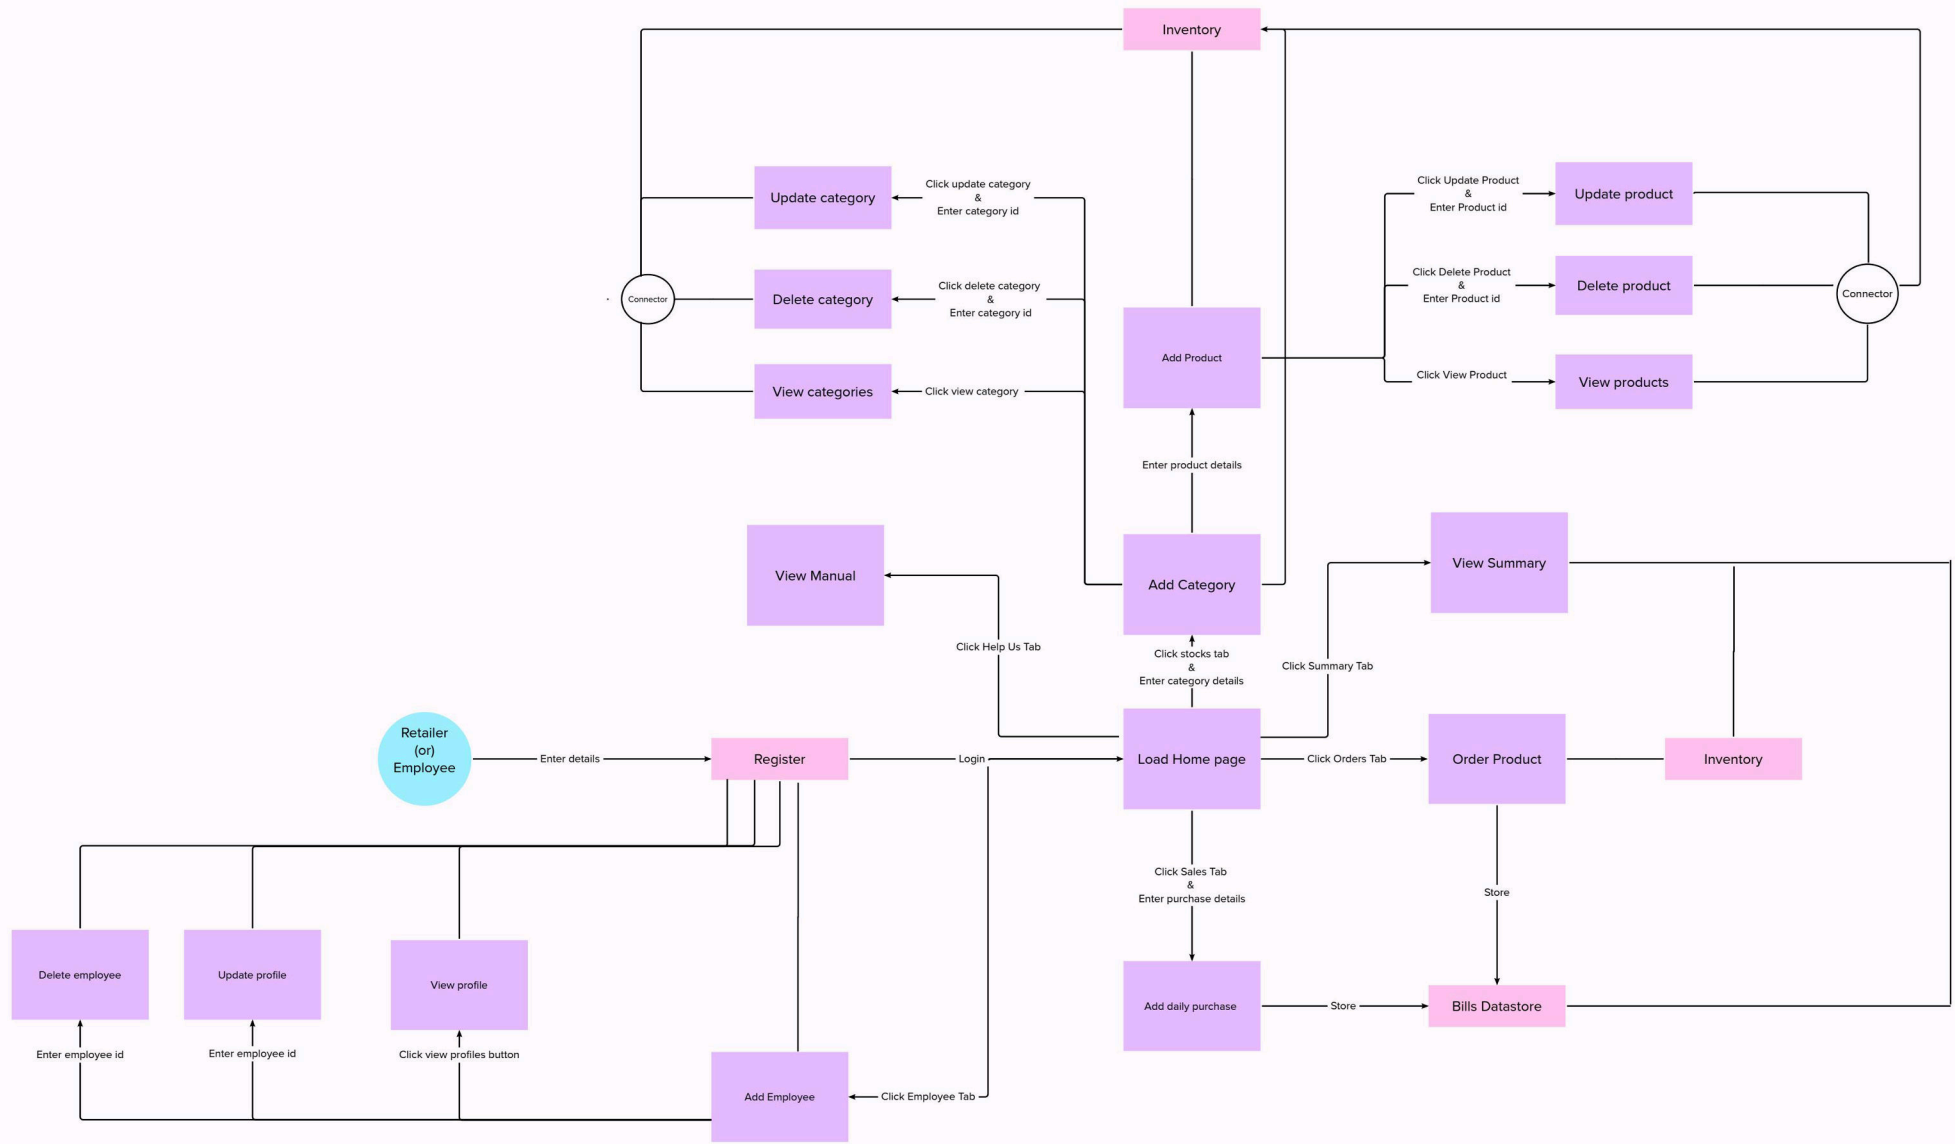 Inventory
Update category
Click update category
&
Enter category id
Click Update Product
&
Enter Product id
Update product
Connector
Delete category
Click delete category
&
Enter category id
Click Delete Product
&
Enter Product id
Delete product
Connector
Add Product
View categories
Click view category
Click View Product
View products
Enter product details
View Manual
Add Category
View Summary
Click Help Us Tab
Click stocks tab
&
Enter category details
Click Summary Tab
Retailer
(or)
Employee
Enter details
Register
Login
Load Home page
Click Orders Tab
Order Product
Inventory
Click Sales Tab
&
Enter purchase details
Store
Delete employee
Update profile
View profile
Add daily purchase
Store
Bills Datastore
Enter employee id
Enter employee id
Click view profiles button
Add Employee
Click Employee Tab